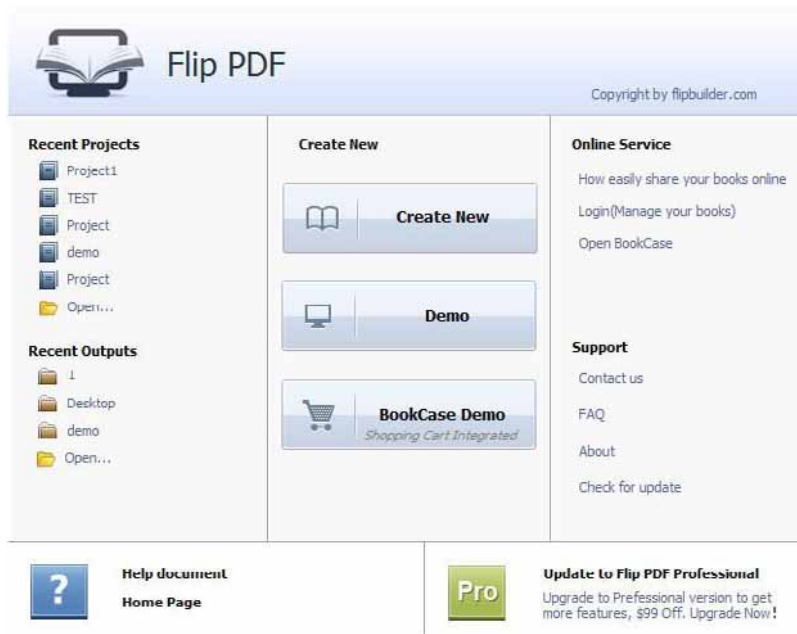 Flip PDF
Copyright by flipbuilder.com
Recent Projects
Project1
TEST
Project
demo
Project
Open...
Recent Outputs
1
Desktop
demo
Open...
Create New
Create New
Demo
BookCase Demo
Shopping Cart Integrated
Online Service
How easily share your books online
Login(Manage your books)
Open BookCase
Support
Contact us
FAQ
About
Check for update
?
Help document
Home Page
Pro
Update to Flip PDF Professional
Upgrade to Prefessional version to get
more features, $99 Off. Upgrade Now!